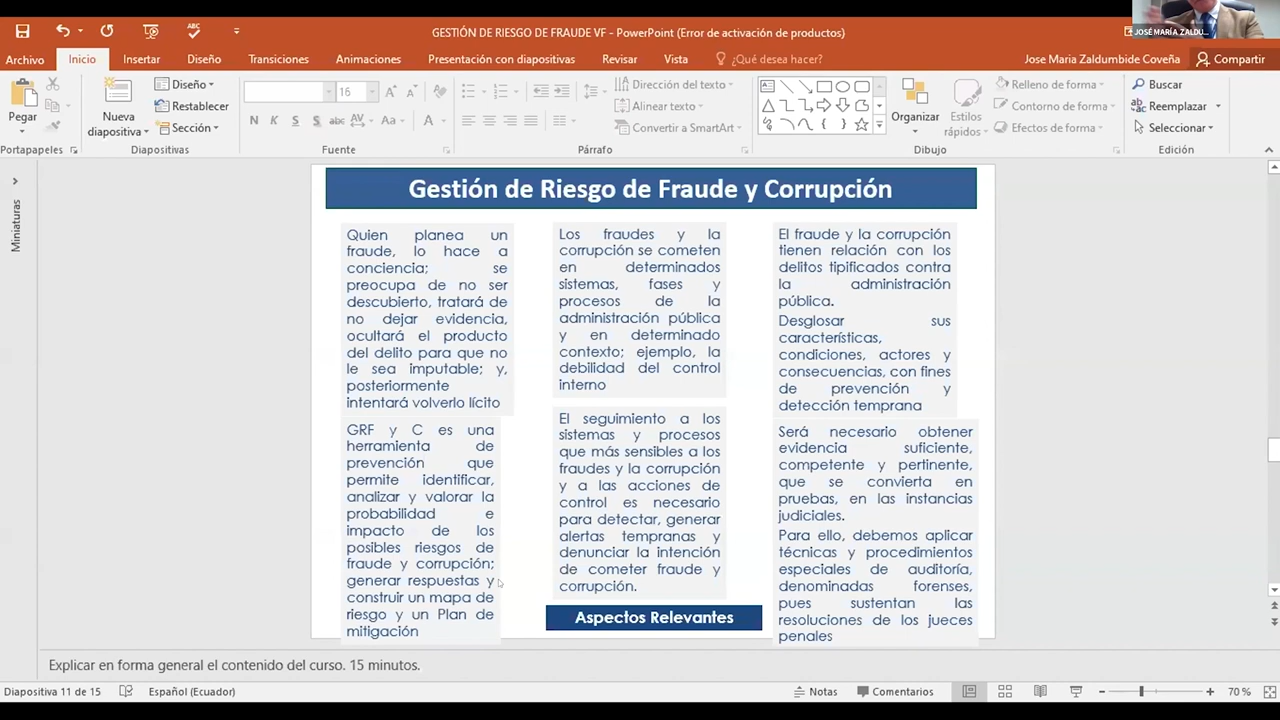 GESTIÓN DE RIESGO DE FRAUDE VF - PowerPoint (Error de activación de productos)
JOSÉ MARÍA ZALDU...
Archivo
Inicio
Insertar
Diseño
Transiciones
Animaciones
Presentación con diapositivas
Revisar
Vista
¿Qué desea hacer?
Jose Maria Zaldumbide Coveña
Compartir
Pegar
Portapapeles
Nueva
diapositiva
Diseño
Restablecer
Sección
Diapositivas
16
N K S S abc AV Aa A
Fuente
Dirección del texto
Alinear texto
Convertir a SmartArt
Párrafo
Organizar
Estilos
rápidos
Relleno de forma
Contorno de forma
Efectos de forma
Dibujo
Buscar
Reemplazar
Seleccionar
Edición
Miniaturas
Gestión de Riesgo de Fraude y Corrupción
Quien planea un
fraude, lo hace a
conciencia; se
preocupa de no ser
descubierto, tratará de
no dejar evidencia,
ocultará el producto
del delito para que no
le sea imputable; y,
posteriormente
intentará volverlo lícito
GRF y C es una
herramienta de
prevención que
permite identificar,
analizar y valorar la
probabilidad e
impacto de los
posibles riesgos de
fraude y corrupción;
generar respuestas y
construir un mapa de
riesgo y un Plan de
mitigación
Los fraudes y la
corrupción se cometen
en determinados
sistemas, fases y
procesos de la
administración pública
y en determinado
contexto; ejemplo, la
debilidad del control
interno
El seguimiento a los
sistemas y procesos
que más sensibles a los
fraudes y la corrupción
y a las acciones de
control es necesario
para detectar, generar
alertas tempranas y
denunciar la intención
de cometer fraude y
corrupción.
Aspectos Relevantes
El fraude y la corrupción
tienen relación con los
delitos tipificados contra
la administración
pública.
Desglosar sus
características,
condiciones, actores y
consecuencias, con fines
de prevención y
detección temprana
Será necesario obtener
evidencia suficiente,
competente y pertinente,
que se convierta en
pruebas, en las instancias
judiciales.
Para ello, debemos aplicar
técnicas y procedimientos
especiales de auditoría,
denominadas forenses,
pues sustentan las
resoluciones de los jueces
penales
Explicar en forma general el contenido del curso. 15 minutos.
Diapositiva 11 de 15
Español (Ecuador)
Notas
Comentarios
70 %